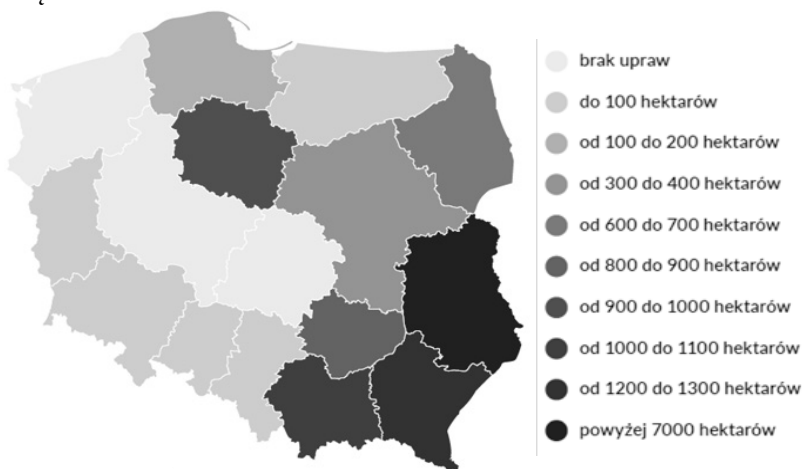 brak upraw
do 100 hektarów
od 100 do 200 hektarów
od 300 do 400 hektarów
od 600 do 700 hektarów
od 800 do 900 hektarów
od 900 do 1000 hektarów
od 1000 do 1100 hektarów
od 1200 do 1300 hektarów
powyżej 7000 hektarów